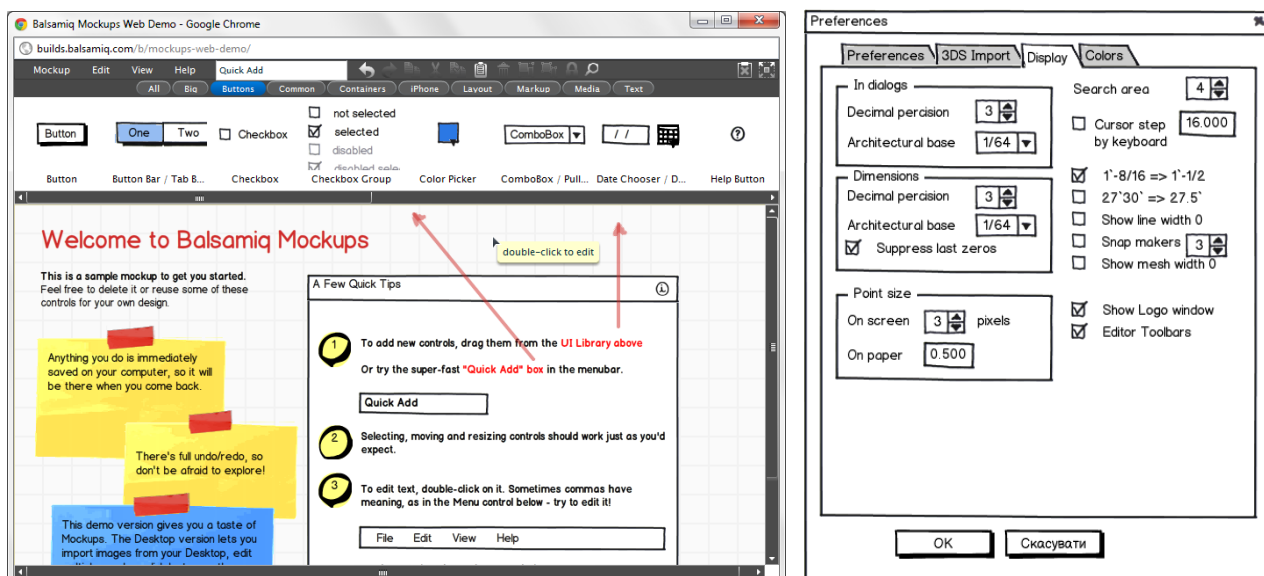 Balsamiq Mockups Web Demo - Google Chrome
builds.balsamiq.com/b/mockups-web-demo/
Mockup Edit View Help Quick Add
All Big Buttons Common Containers iPhone Layout Markup Media Text
Button
One Two
Checkbox
not selected
selected
disabled
disabled sele
ComboBox
/ /
?
Button Button Bar / Tab B... Checkbox Checkbox Group Color Picker ComboBox / Pull... Date Chooser / D... Help Button
Welcome to Balsamiq Mockups
double-click to edit
This is a sample mockup to get you started.
Feel free to delete it or reuse some of these
controls for your own design.
Anything you do is immediately
saved on your computer, so it will
be there when you come back.
There's full undo/redo, so
don't be afraid to explore!
This demo version gives you a taste of
Mockups. The Desktop version lets you
import images from your Desktop, edit
A Few Quick Tips
i
1
To add new controls, drag them from the UI Library above
Or try the super-fast "Quick Add" box in the menubar.
Quick Add
2
Selecting, moving and resizing controls should work just as you'd
expect.
3
To edit text, double-click on it. Sometimes commas have
meaning, as in the Menu control below - try to edit it!
File Edit View Help
Preferences
Preferences 3DS Import Display Colors
In dialogs
Decimal percision 3
Architectural base 1/64
Dimensions
Decimal percision 3
Architectural base 1/64
Suppress last zeros
Point size
On screen 3 pixels
On paper 0.500
Search area 4
Cursor step 16.000
by keyboard
1`-8/16 => 1`-1/2
27`30` => 27.5`
Show line width 0
Snap makers 3
Show mesh width 0
Show Logo window
Editor Toolbars
OK Скасувати